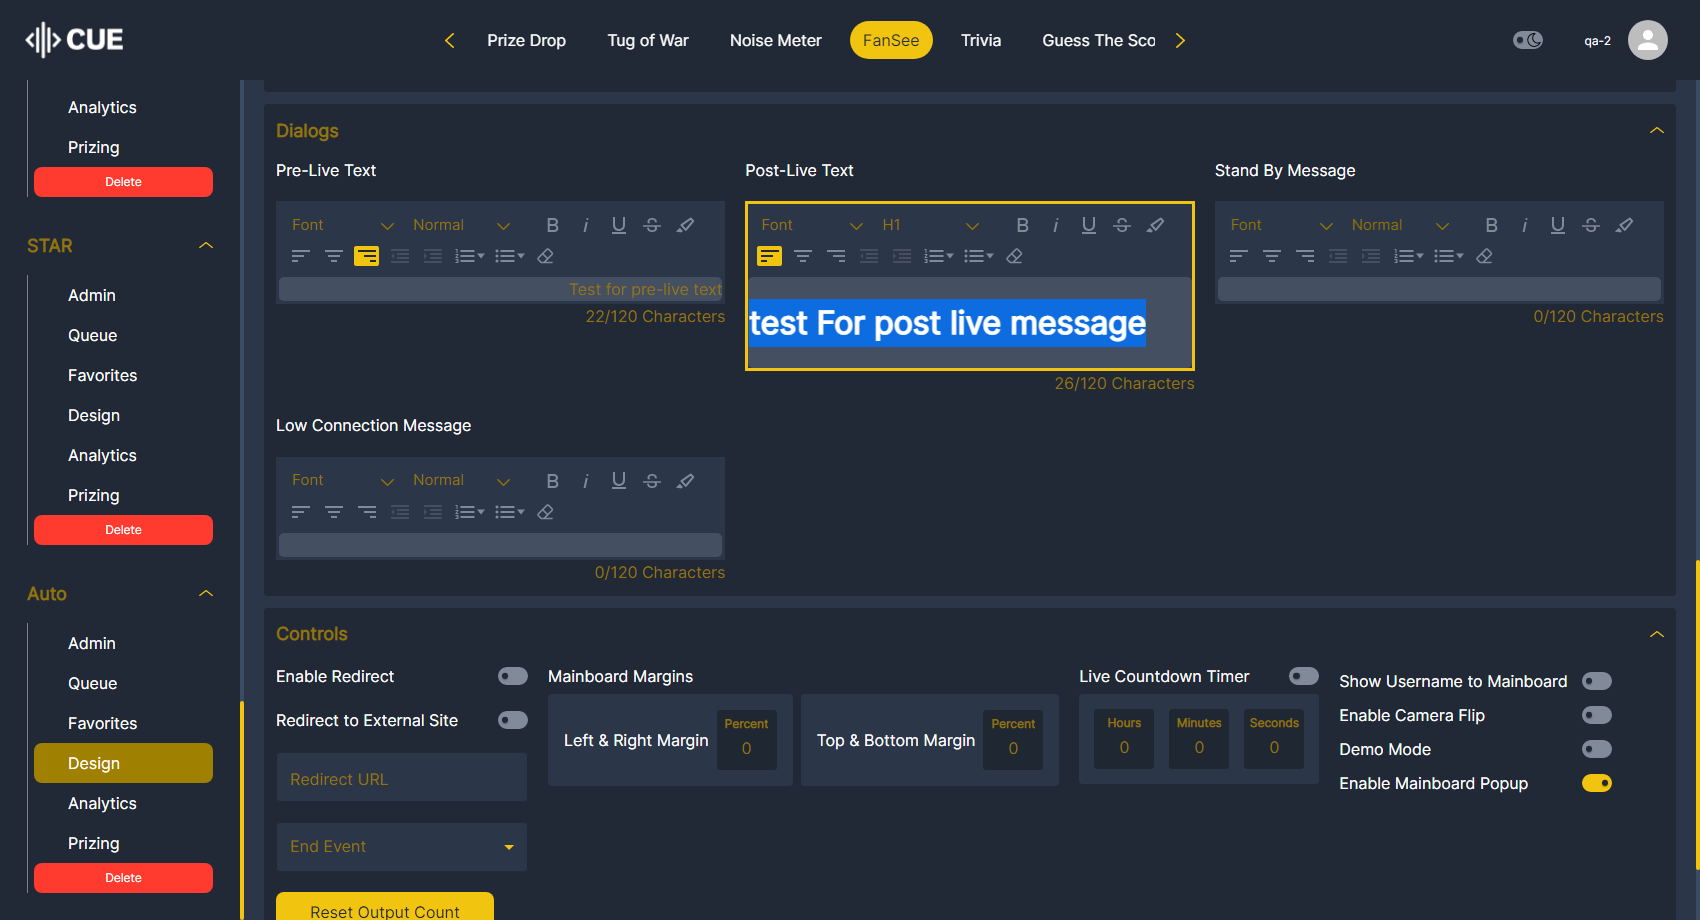 CUE
Prize Drop
Tug of War
Noise Meter
FanSee
Trivia
Guess The Sco
qa-2
Analytics
Prizing
Delete
STAR
Admin
Queue
Favorites
Design
Analytics
Prizing
Delete
Auto
Admin
Queue
Favorites
Design
Analytics
Prizing
Delete
Dialogs
Pre-Live Text
Font Normal B i U S
Test for pre-live text
22/120 Characters
Post-Live Text
Font H1 B i U S
test For post live message
26/120 Characters
Stand By Message
Font Normal B i U S
0/120 Characters
Low Connection Message
Font Normal B i U S
0/120 Characters
Controls
Enable Redirect
Redirect to External Site
Redirect URL
End Event
Reset Output Count
Mainboard Margins
Left & Right Margin
Percent
0
Top & Bottom Margin
Percent
0
Live Countdown Timer
Hours
0
Minutes
0
Seconds
0
Show Username to Mainboard
Enable Camera Flip
Demo Mode
Enable Mainboard Popup